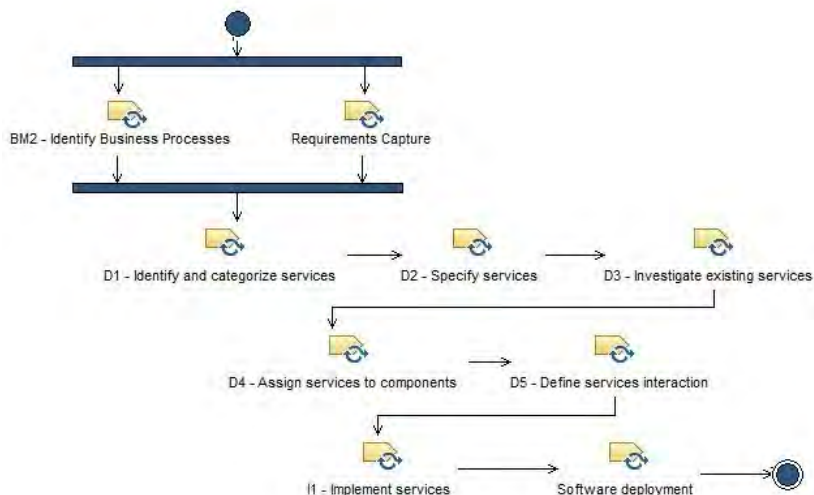 BM2 - Identify Business Processes
Requirements Capture
D1 - Identify and categorize services
D2 - Specify services
D3 - Investigate existing services
D4 - Assign services to components
D5 - Define services interaction
I1 - Implement services
Software deployment